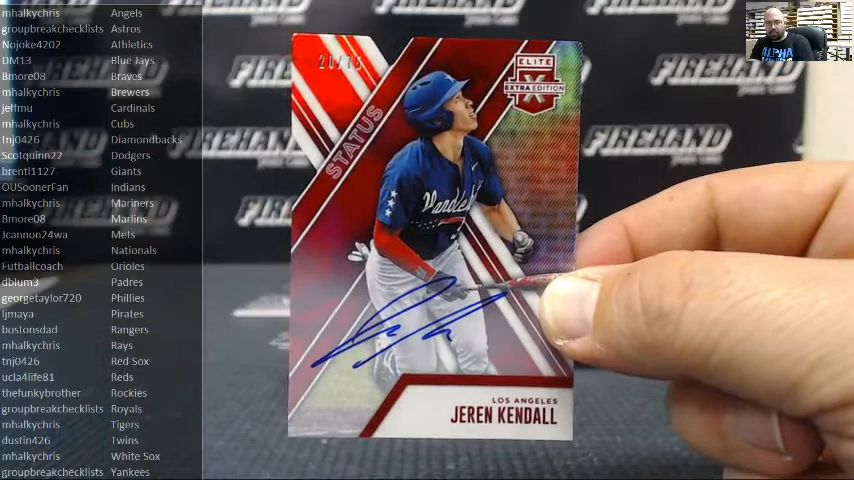 mhalkychris Angels
groupbreakchecklists Astros
Nojoke4202 Athletics
DM13 Blue Jays
Bmore08 Braves
mhalkychris Brewers
jeffmu Cardinals
mhalkychris Cubs
tnj0426 Diamondbacks
Scotquinn22 Dodgers
brentl1127 Giants
OUSoonerFan Indians
mhalkychris Mariners
Bmore08 Marlins
Jcannon24wa Mets
mhalkychris Nationals
Futballcoach Orioles
dblum3 Padres
georgetaylor720 Phillies
ljmaya Pirates
bostonsdad Rangers
mhalkychris Rays
tnj0426 Red Sox
ucla4life81 Reds
thefunkybrother Rockies
groupbreakchecklists Royals
mhalkychris Tigers
dustin426 Twins
mhalkychris White Sox
groupbreakchecklists Yankees
STATUS
ELITE
X
EXTRA EDITION
LOS ANGELES
JEREN KENDALL
FIREHAND
FIREHAND
FIREHAND
ALPHA